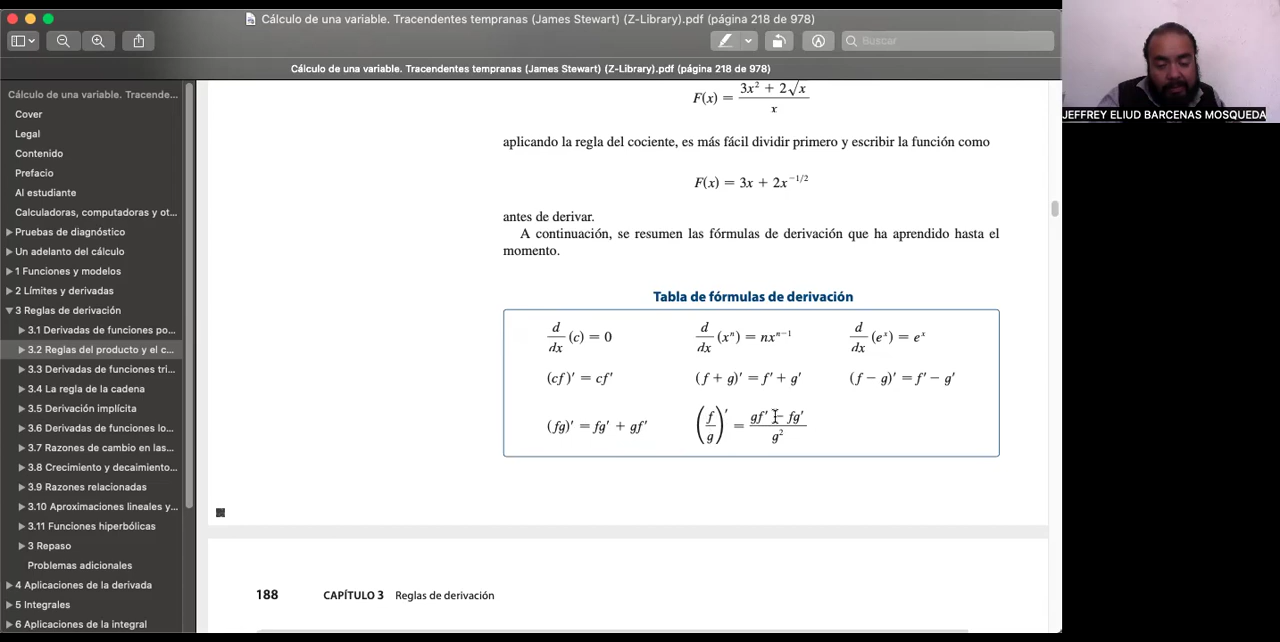 Cálculo de una variable. Tracendentes tempranas (James Stewart) (Z-Library).pdf (página 218 de 978)
Buscar
Cálculo de una variable. Tracendentes tempranas (James Stewart) (Z-Library).pdf (página 218 de 978)
JEFFREY ELIUD BARCENAS MOSQUEDA
Cálculo de una variable. Tracende...
Cover
Legal
Contenido
Prefacio
Al estudiante
Calculadoras, computadoras y ot...
Pruebas de diagnóstico
Un adelanto del cálculo
1 Funciones y modelos
2 Límites y derivadas
3 Reglas de derivación
3.1 Derivadas de funciones po...
3.2 Reglas del producto y el c...
3.3 Derivadas de funciones tri...
3.4 La regla de la cadena
3.5 Derivación implícita
3.6 Derivadas de funciones lo...
3.7 Razones de cambio en las...
3.8 Crecimiento y decaimiento...
3.9 Razones relacionadas
3.10 Aproximaciones lineales y...
3.11 Funciones hiperbólicas
3 Repaso
Problemas adicionales
4 Aplicaciones de la derivada
5 Integrales
6 Aplicaciones de la integral
F(x) = (3x² + 2√x)/x
aplicando la regla del cociente, es más fácil dividir primero y escribir la función como
F(x) = 3x + 2x^(−1/2)
antes de derivar.
A continuación, se resumen las fórmulas de derivación que ha aprendido hasta el
momento.
Tabla de fórmulas de derivación
d/dx (c) = 0 d/dx (xⁿ) = nxⁿ⁻¹ d/dx (eˣ) = eˣ
(cf)′ = cf′ (f + g)′ = f′ + g′ (f − g)′ = f′ − g′
(fg)′ = fg′ + gf′ (f/g)′ = (gf′ − fg′)/g²
188 CAPÍTULO 3 Reglas de derivación